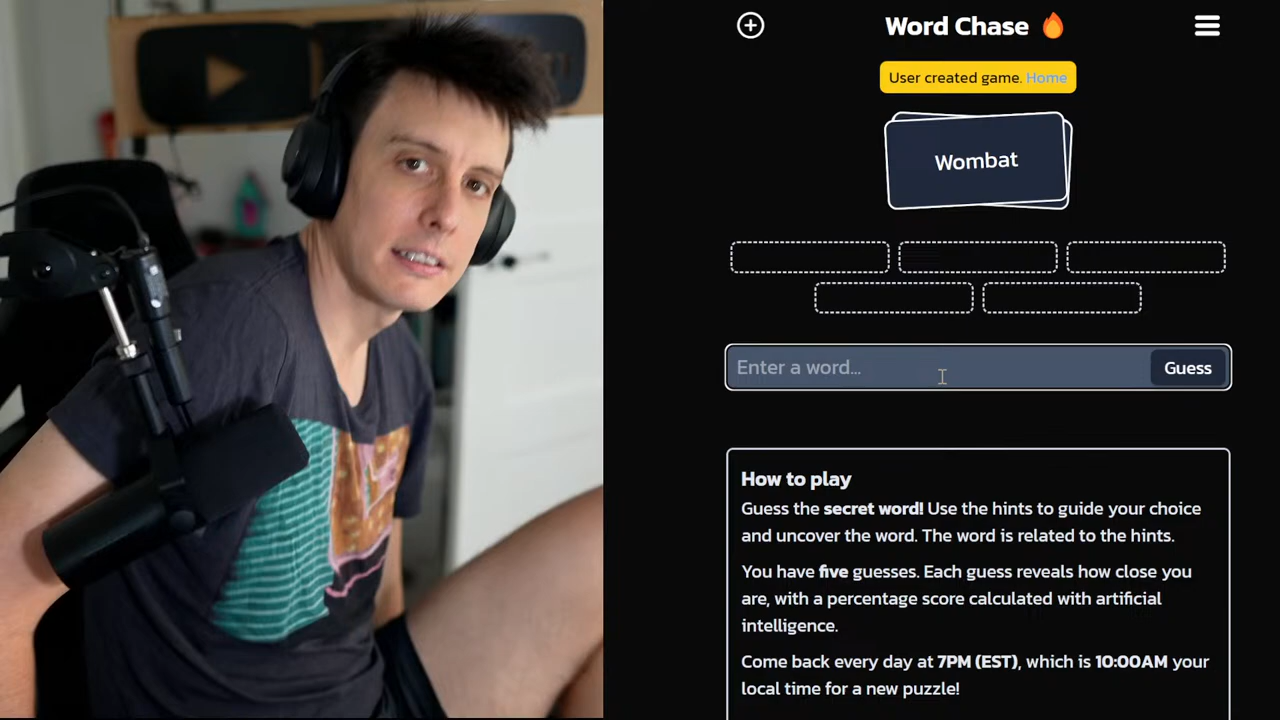 Word Chase 🔥
User created game. Home
Wombat
Enter a word...
Guess
How to play
Guess the secret word! Use the hints to guide your choice
and uncover the word. The word is related to the hints.
You have five guesses. Each guess reveals how close you
are, with a percentage score calculated with artificial
intelligence.
Come back every day at 7PM (EST), which is 10:00AM your
local time for a new puzzle!